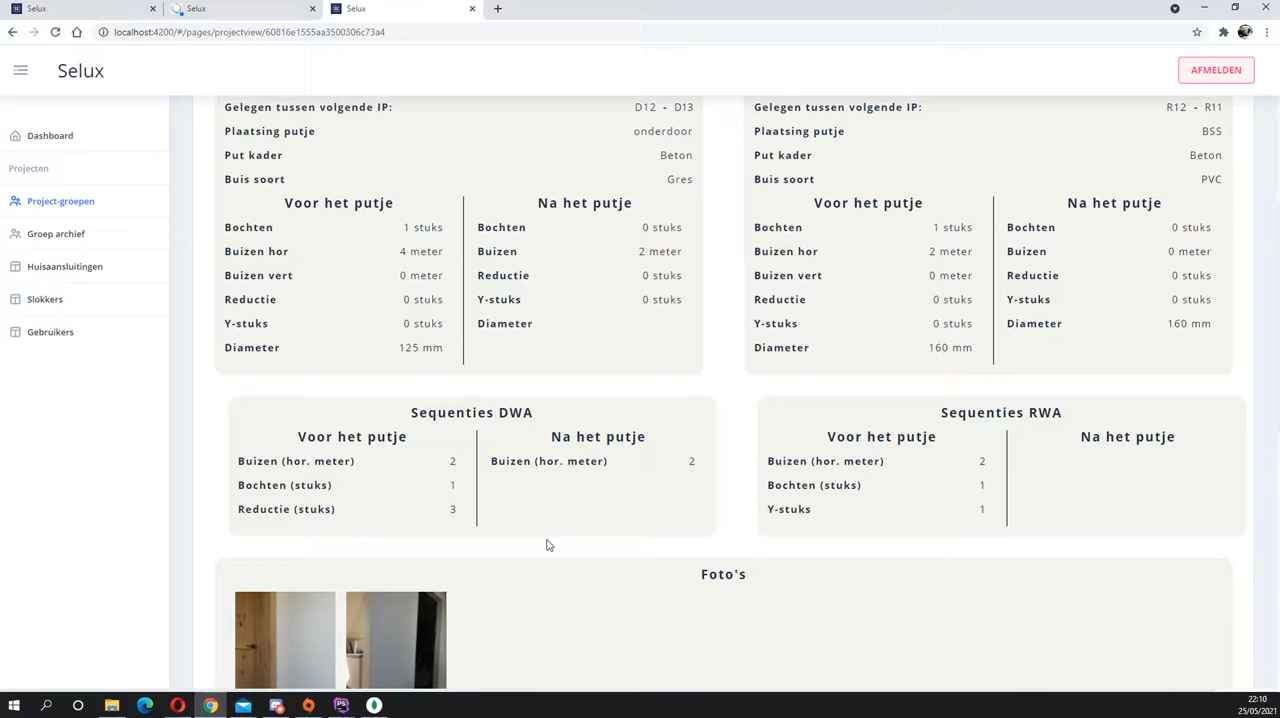 Selux
Selux
Selux
localhost:4200/#/pages/projectview/60816e1555aa3500306c73a4
Selux
AFMELDEN
Dashboard
Projecten
Project-groepen
Groep archief
Huisaansluitingen
Slokkers
Gebruikers
Gelegen tussen volgende IP: D12 - D13
Plaatsing putje onderdoor
Put kader Beton
Buis soort Gres
Voor het putje
Bochten 1 stuks
Buizen hor 4 meter
Buizen vert 0 meter
Reductie 0 stuks
Y-stuks 0 stuks
Diameter 125 mm
Na het putje
Bochten 0 stuks
Buizen 2 meter
Reductie 0 stuks
Y-stuks 0 stuks
Diameter
Gelegen tussen volgende IP: R12 - R11
Plaatsing putje BSS
Put kader Beton
Buis soort PVC
Voor het putje
Bochten 1 stuks
Buizen hor 2 meter
Buizen vert 0 meter
Reductie 0 stuks
Y-stuks 0 stuks
Diameter 160 mm
Na het putje
Bochten 0 stuks
Buizen 0 meter
Reductie 0 stuks
Y-stuks 0 stuks
Diameter 160 mm
Sequenties DWA
Voor het putje
Buizen (hor. meter) 2
Bochten (stuks) 1
Reductie (stuks) 3
Na het putje
Buizen (hor. meter) 2
Sequenties RWA
Voor het putje
Buizen (hor. meter) 2
Bochten (stuks) 1
Y-stuks 1
Na het putje
Foto's
22:10
25/05/2021